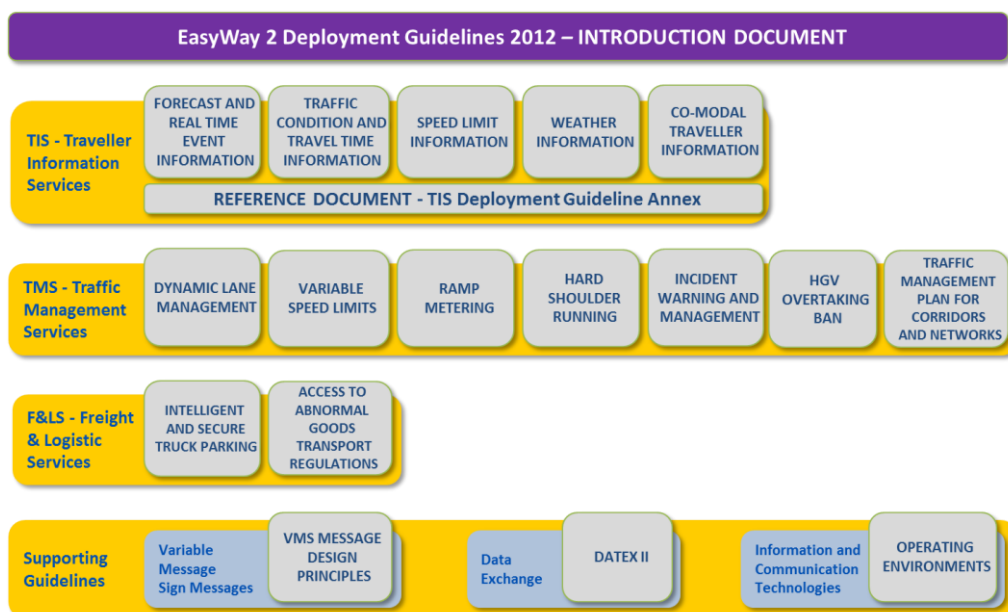 EasyWay 2 Deployment Guidelines 2012 – INTRODUCTION DOCUMENT
TIS - Traveller
Information
Services
FORECAST AND
REAL TIME
EVENT
INFORMATION
TRAFFIC
CONDITION AND
TRAVEL TIME
INFORMATION
SPEED LIMIT
INFORMATION
WEATHER
INFORMATION
CO-MODAL
TRAVELLER
INFORMATION
REFERENCE DOCUMENT - TIS Deployment Guideline Annex
TMS - Traffic
Management
Services
DYNAMIC LANE
MANAGEMENT
VARIABLE
SPEED LIMITS
RAMP
METERING
HARD
SHOULDER
RUNNING
INCIDENT
WARNING AND
MANAGEMENT
HGV
OVERTAKING
BAN
TRAFFIC
MANAGEMENT
PLAN FOR
CORRIDORS
AND NETWORKS
F&LS - Freight
& Logistic
Services
INTELLIGENT
AND SECURE
TRUCK PARKING
ACCESS TO
ABNORMAL
GOODS
TRANSPORT
REGULATIONS
Supporting
Guidelines
Variable
Message
Sign Messages
VMS MESSAGE
DESIGN
PRINCIPLES
Data
Exchange
DATEX II
Information and
Communication
Technologies
OPERATING
ENVIRONMENTS